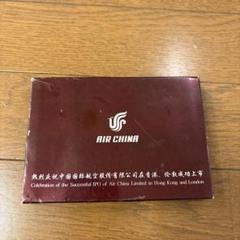 AIR CHINA
热烈庆祝中国国际航空股份有限公司在香港、伦敦成功上市
Celebration of the Successful IPO of Air China Limited in Hong Kong and London